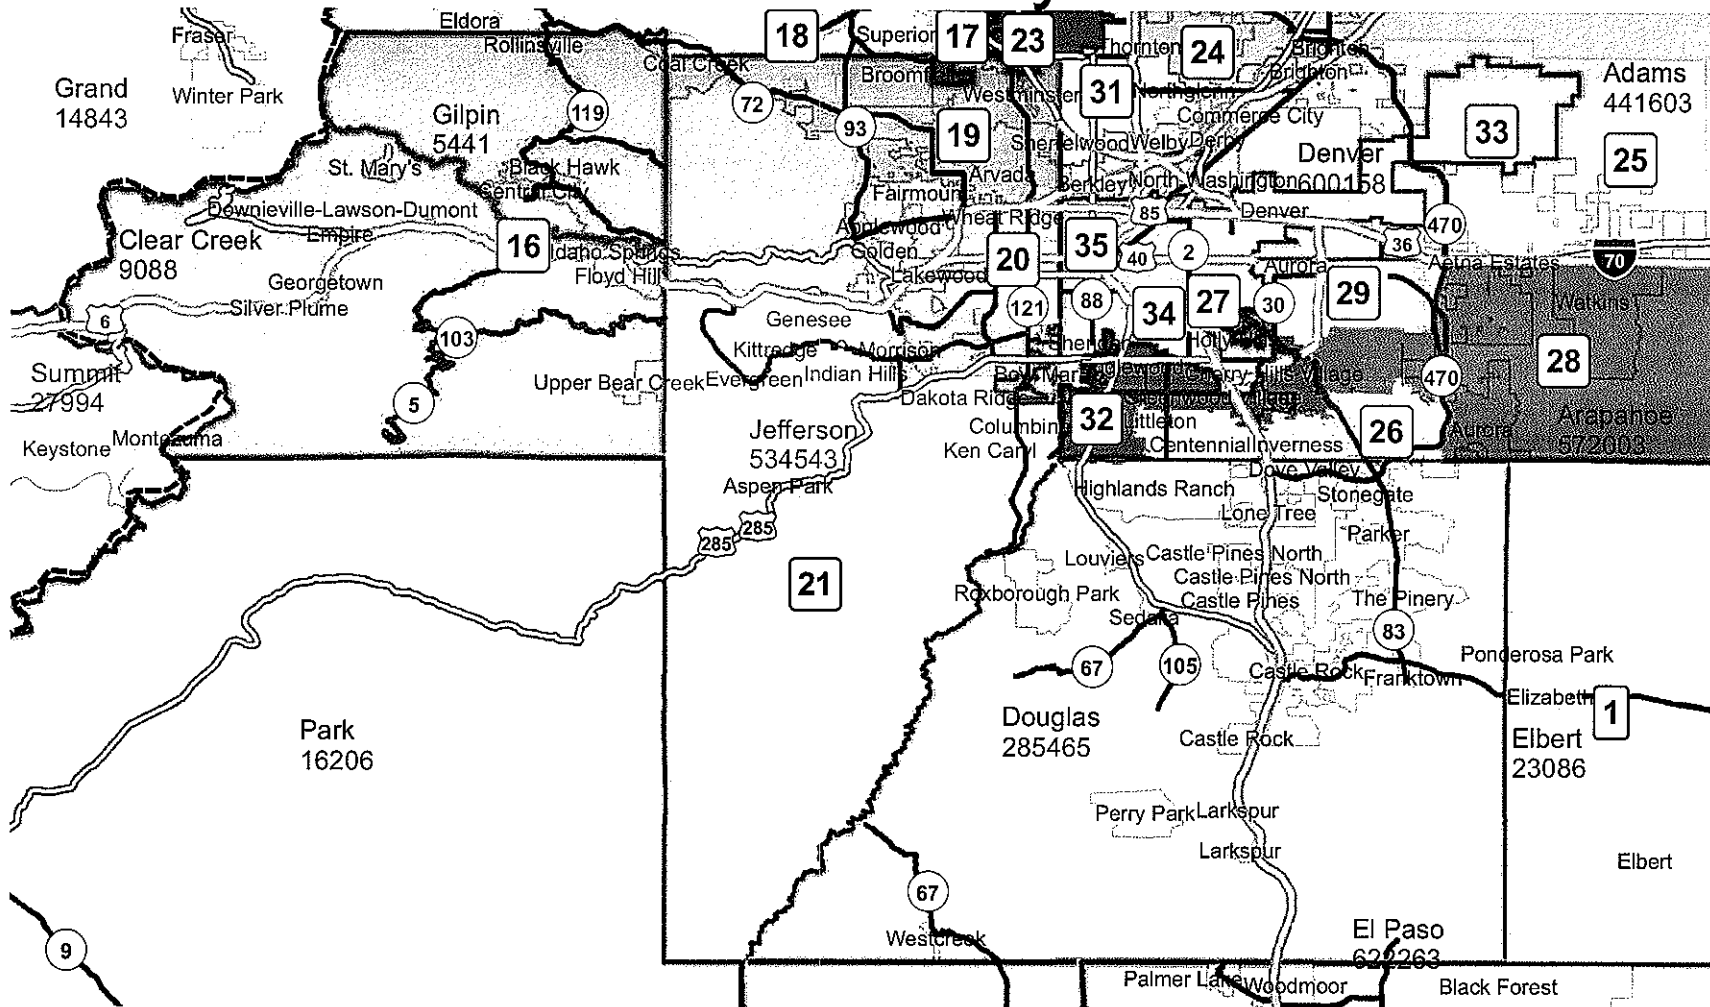 Eldora
18
Superior
17
23
Thornton
24
Brighton
Fraser
Rollinsville
Coal Creek
Broomfield
Brighton
Adams
441603
Grand
14843
Winter Park
72
Westminster
31
Northglenn
Gilpin
5441
119
93
19
Commerce City
33
Sherrelwood
Welby
Derby
Denver
600158
25
St. Mary's
Black Hawk
Central City
Arvada
Fairmount
Berkley
North Washington
Downieville-Lawson-Dumont
Empire
Wheat Ridge
85
Denver
470
Clear Creek
9088
16
Applewood
Golden
20
35
40
2
36
70
Idaho Springs
Floyd Hill
Lakewood
Aurora
Aetna Estates
Georgetown
Silver Plume
121
88
34
27
30
29
Watkins
6
103
Genesee
Kittredge
Morrison
Sheridan
28
Summit
27994
Upper Bear Creek
Evergreen
Indian Hills
Englewood
Cherry Hills Village
470
5
Dakota Ridge
Greenwood Village
Arapahoe
572003
Keystone
Montezuma
Jefferson
534543
Columbine
Ken Caryl
32
Littleton
Centennial
Inverness
26
Aurora
Dove Valley
Aspen Park
Highlands Ranch
Stonegate
Lone Tree
Parker
285
285
21
Louviers
Castle Pines North
Castle Pines North
Castle Pines
Roxborough Park
The Pinery
Sedalia
83
67
105
Castle Rock
Franktown
Ponderosa Park
Elizabeth
1
Park
16206
Douglas
285465
Castle Rock
Elbert
23086
Perry Park
Larkspur
Larkspur
Elbert
67
9
Westcreek
El Paso
622263
Palmer Lake
Woodmoor
Black Forest